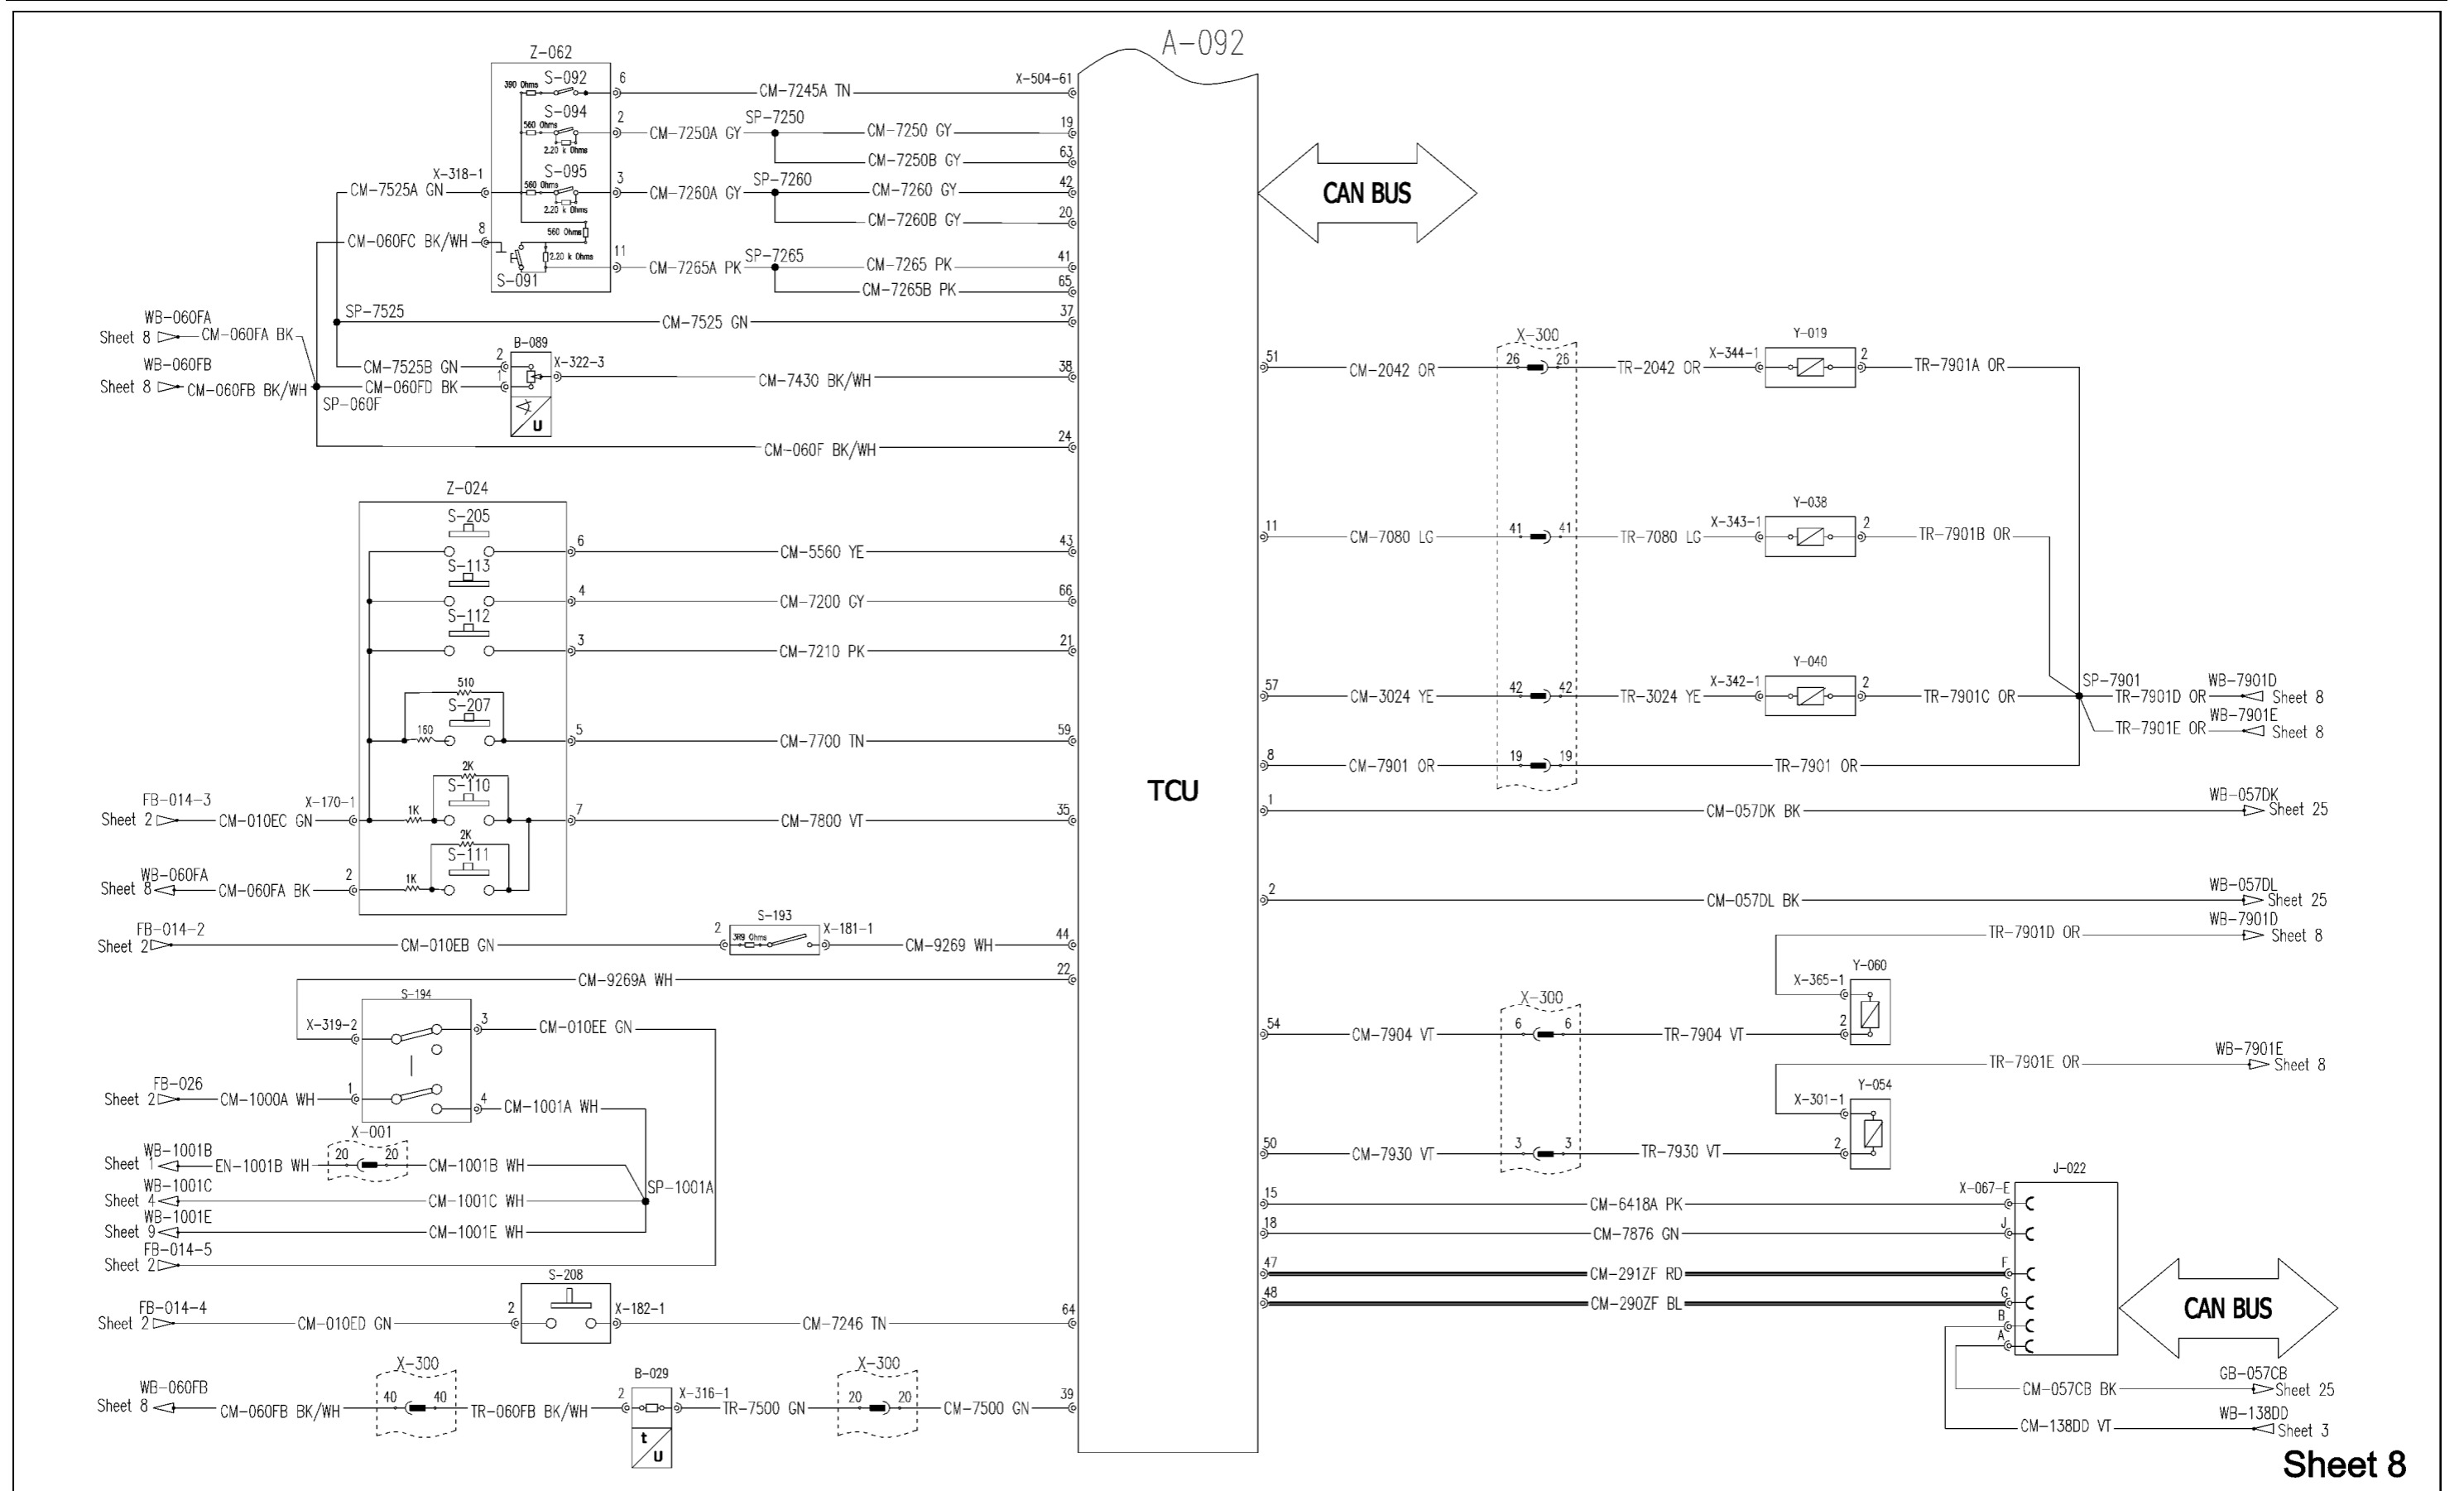 A-092
Z-062
S-092
390 Ohms
6
CM-7245A TN
X-504-61
S-094
560 Ohms
2.20 k Ohms
2
CM-7250A GY
SP-7250
CM-7250 GY
19
CM-7250B GY
63
CM-7525A GN
X-318-1
S-095
560 Ohms
2.20 k Ohms
3
CM-7260A GY
SP-7260
CM-7260 GY
42
CM-7260B GY
20
CM-060FC BK/WH
8
560 Ohms
2.20 k Ohms
S-091
11
CM-7265A PK
SP-7265
CM-7265 PK
41
CM-7265B PK
65
SP-7525
CM-7525 GN
37
WB-060FA
Sheet 8
CM-060FA BK
WB-060FB
Sheet 8
CM-060FB BK/WH
SP-060F
CM-7525B GN
2
CM-060FD BK
1
B-089
U
X-322-3
CM-7430 BK/WH
38
CM-060F BK/WH
24
Z-024
S-205
6
CM-5560 YE
43
S-113
4
CM-7200 GY
66
S-112
3
CM-7210 PK
21
510
S-207
160
5
CM-7700 TN
59
FB-014-3
Sheet 2
CM-010EC GN
X-170-1
2K
S-110
1K
7
CM-7800 VT
35
2K
S-111
1K
WB-060FA
Sheet 8
CM-060FA BK
2
FB-014-2
Sheet 2
CM-010EB GN
2
S-193
389 Ohms
X-181-1
CM-9269 WH
44
CM-9269A WH
22
S-194
X-319-2
3
CM-010EE GN
FB-026
Sheet 2
CM-1000A WH
1
4
CM-1001A WH
X-001
WB-1001B
Sheet 1
EN-1001B WH
20
20
CM-1001B WH
WB-1001C
Sheet 4
CM-1001C WH
SP-1001A
WB-1001E
Sheet 9
CM-1001E WH
FB-014-5
Sheet 2
S-208
FB-014-4
Sheet 2
CM-010ED GN
2
X-182-1
CM-7246 TN
64
WB-060FB
Sheet 8
CM-060FB BK/WH
X-300
40
40
TR-060FB BK/WH
2
B-029
t
U
X-316-1
TR-7500 GN
X-300
20
20
CM-7500 GN
39
TCU
CAN BUS
51
CM-2042 OR
X-300
26
26
TR-2042 OR
X-344-1
Y-019
2
TR-7901A OR
11
CM-7080 LG
41
41
TR-7080 LG
X-343-1
Y-038
2
TR-7901B OR
57
CM-3024 YE
42
42
TR-3024 YE
X-342-1
Y-040
2
TR-7901C OR
SP-7901
WB-7901D
TR-7901D OR
Sheet 8
WB-7901E
TR-7901E OR
Sheet 8
8
CM-7901 OR
19
19
TR-7901 OR
1
CM-057DK BK
WB-057DK
Sheet 25
2
CM-057DL BK
WB-057DL
Sheet 25
TR-7901D OR
WB-7901D
Sheet 8
Y-060
X-365-1
2
54
CM-7904 VT
X-300
6
6
TR-7904 VT
TR-7901E OR
WB-7901E
Sheet 8
Y-054
X-301-1
2
50
CM-7930 VT
3
3
TR-7930 VT
J-022
15
CM-6418A PK
X-067-E
18
CM-7876 GN
J
47
CM-291ZF RD
F
48
CM-290ZF BL
G
B
A
CAN BUS
CM-057CB BK
GB-057CB
Sheet 25
CM-138DD VT
WB-138DD
Sheet 3
Sheet 8